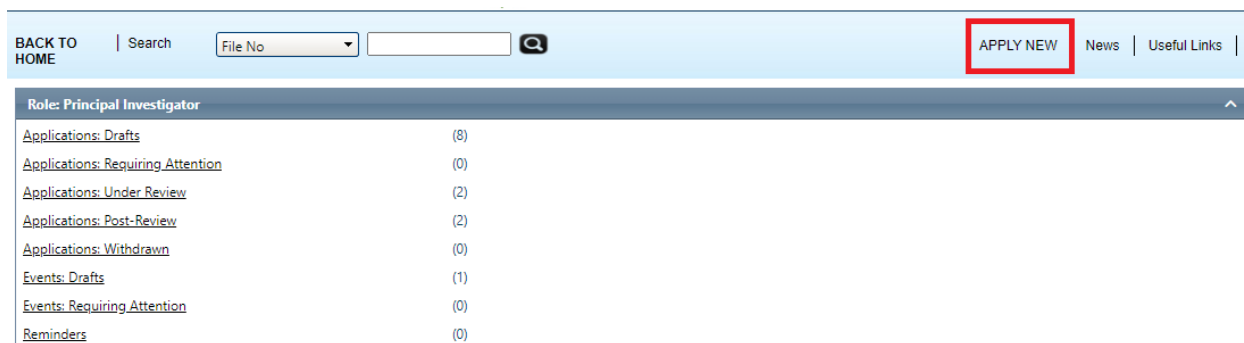 BACK TO HOME | Search File No APPLY NEW News | Useful Links |
Role: Principal Investigator
Applications: Drafts (8)
Applications: Requiring Attention (0)
Applications: Under Review (2)
Applications: Post-Review (2)
Applications: Withdrawn (0)
Events: Drafts (1)
Events: Requiring Attention (0)
Reminders (0)